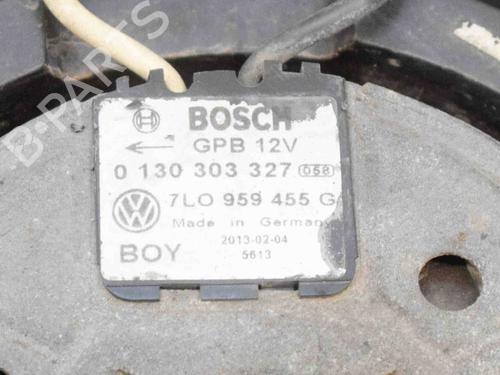 BOSCH
GPB 12V
0 130 303 327 058
7L0 959 455 G
Made in Germany
2013-02-04
BOY
5613
B-PARTS